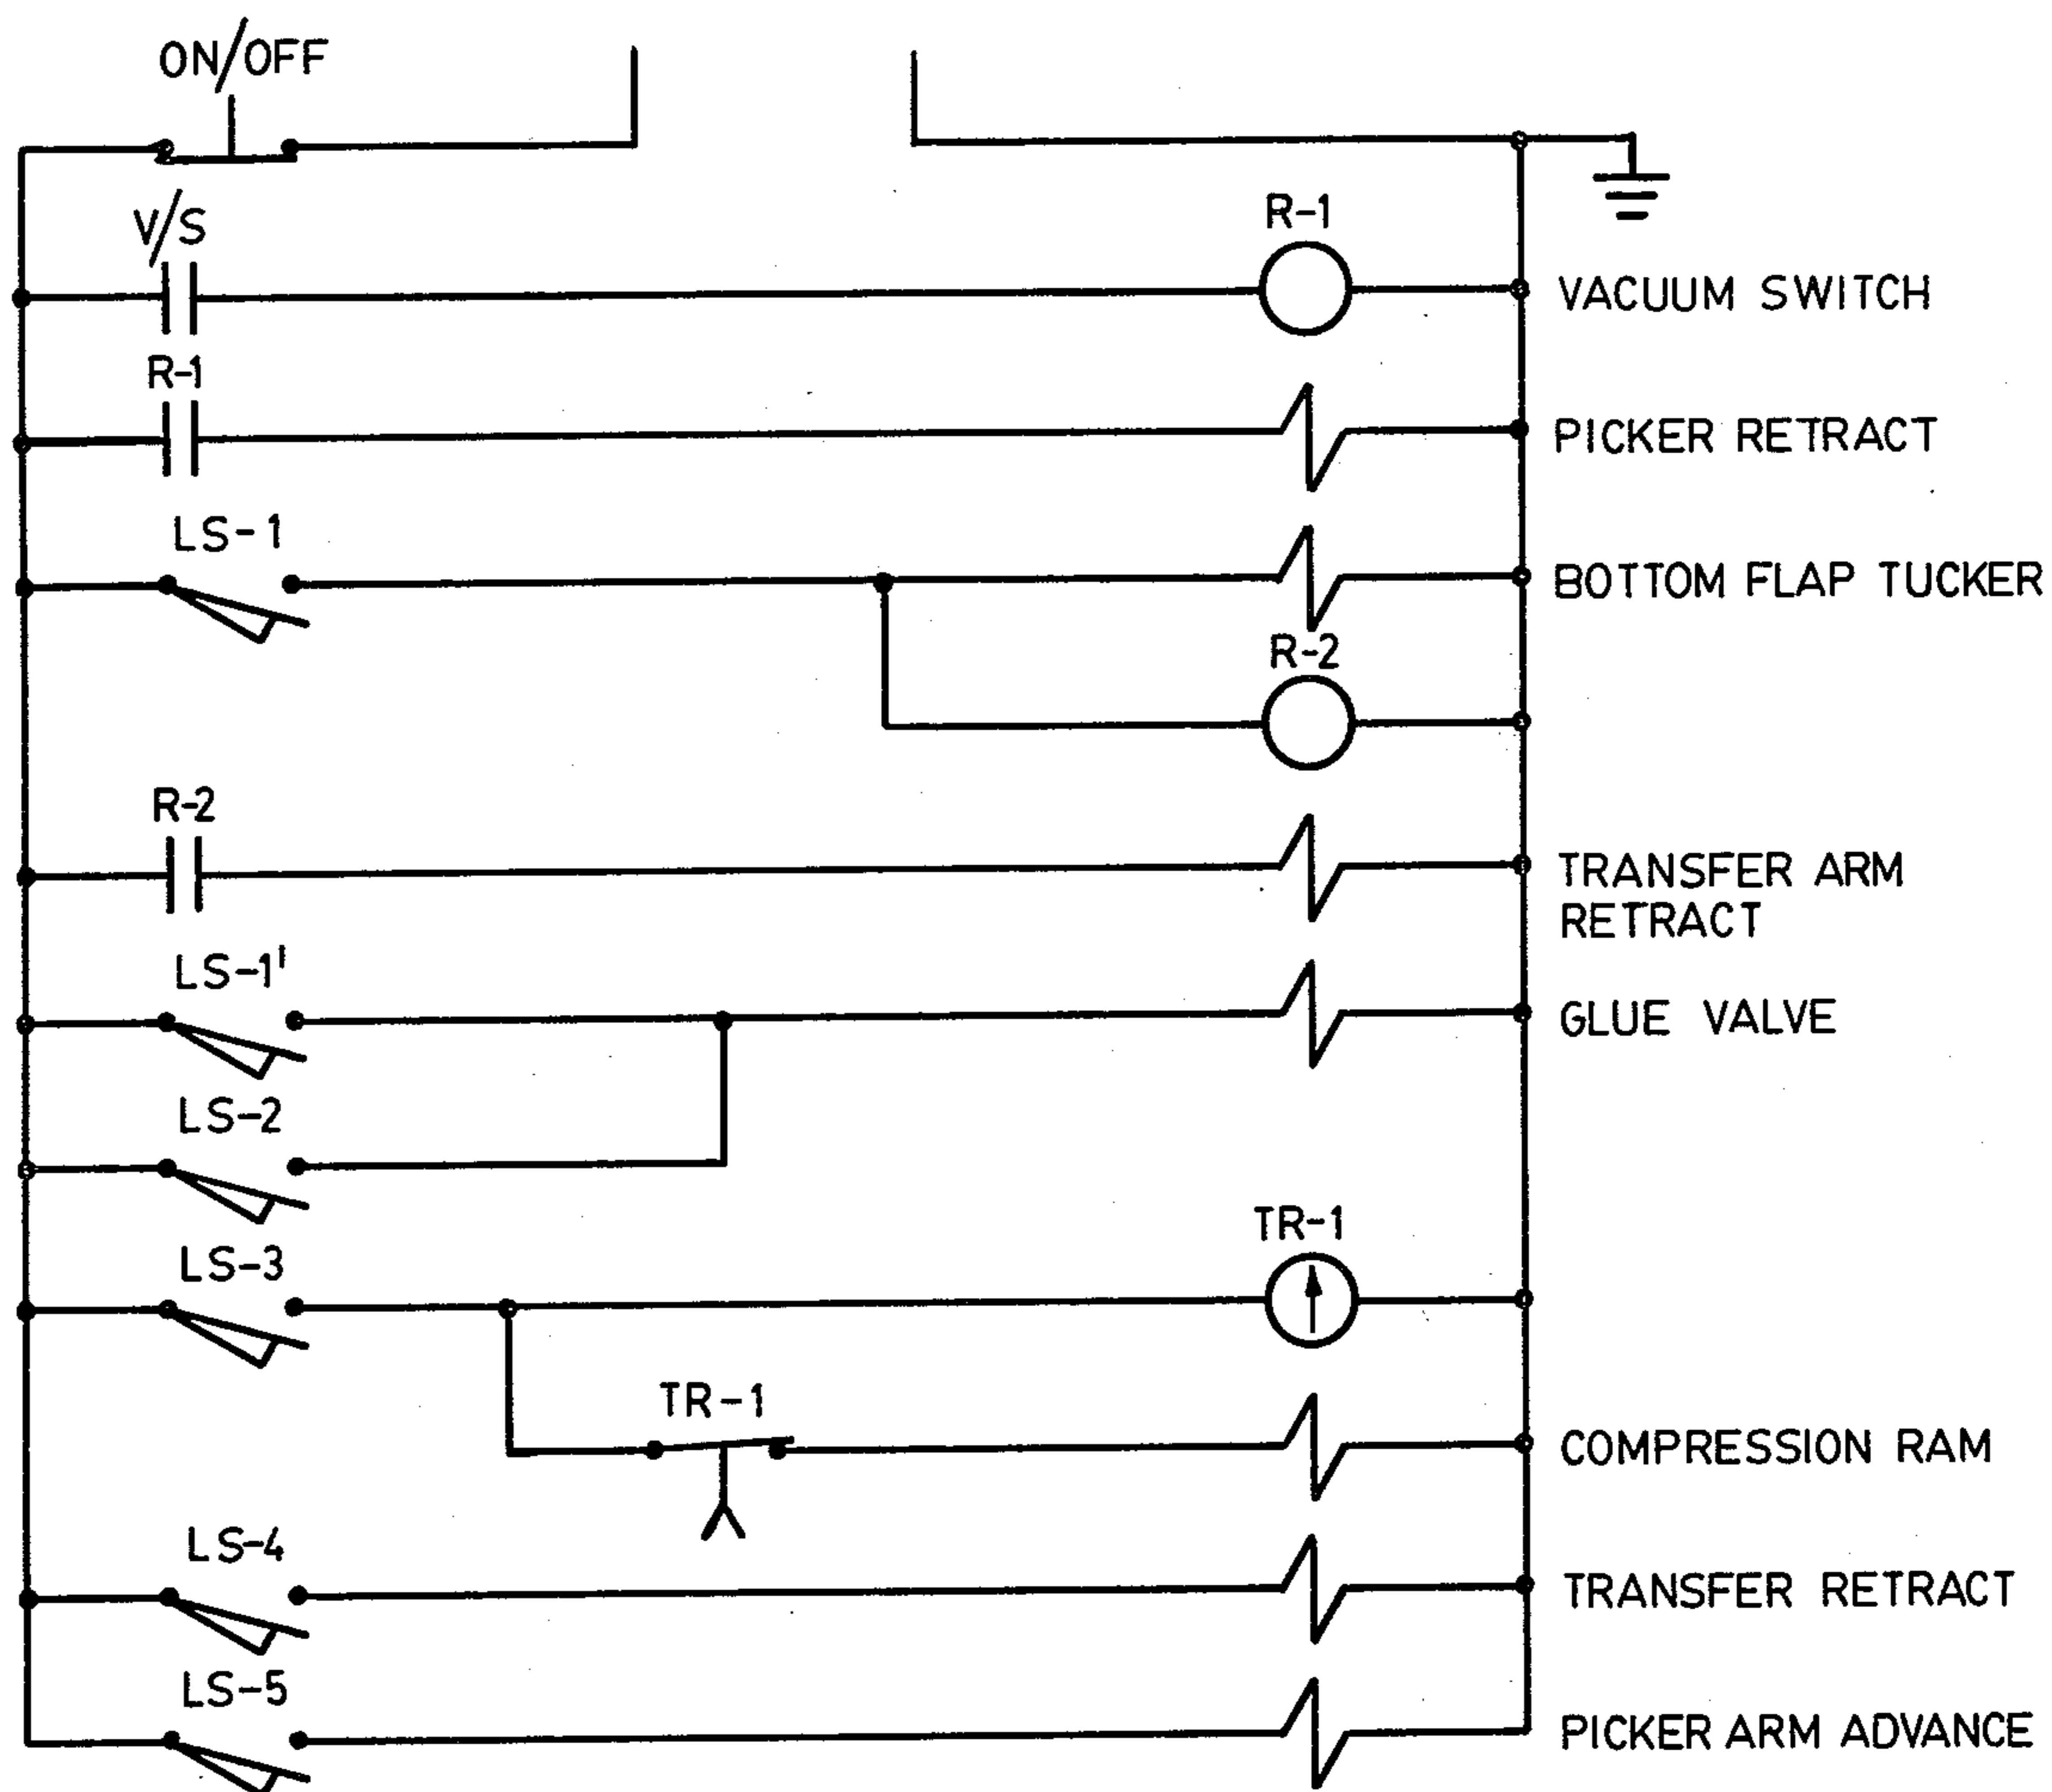 ON/OFF
V/S
R-1
VACUUM SWITCH
R-1
PICKER RETRACT
LS-1
BOTTOM FLAP TUCKER
R-2
R-2
TRANSFER ARM
RETRACT
LS-1'
GLUE VALVE
LS-2
LS-3
TR-1
TR-1
COMPRESSION RAM
LS-4
TRANSFER RETRACT
LS-5
PICKER ARM ADVANCE